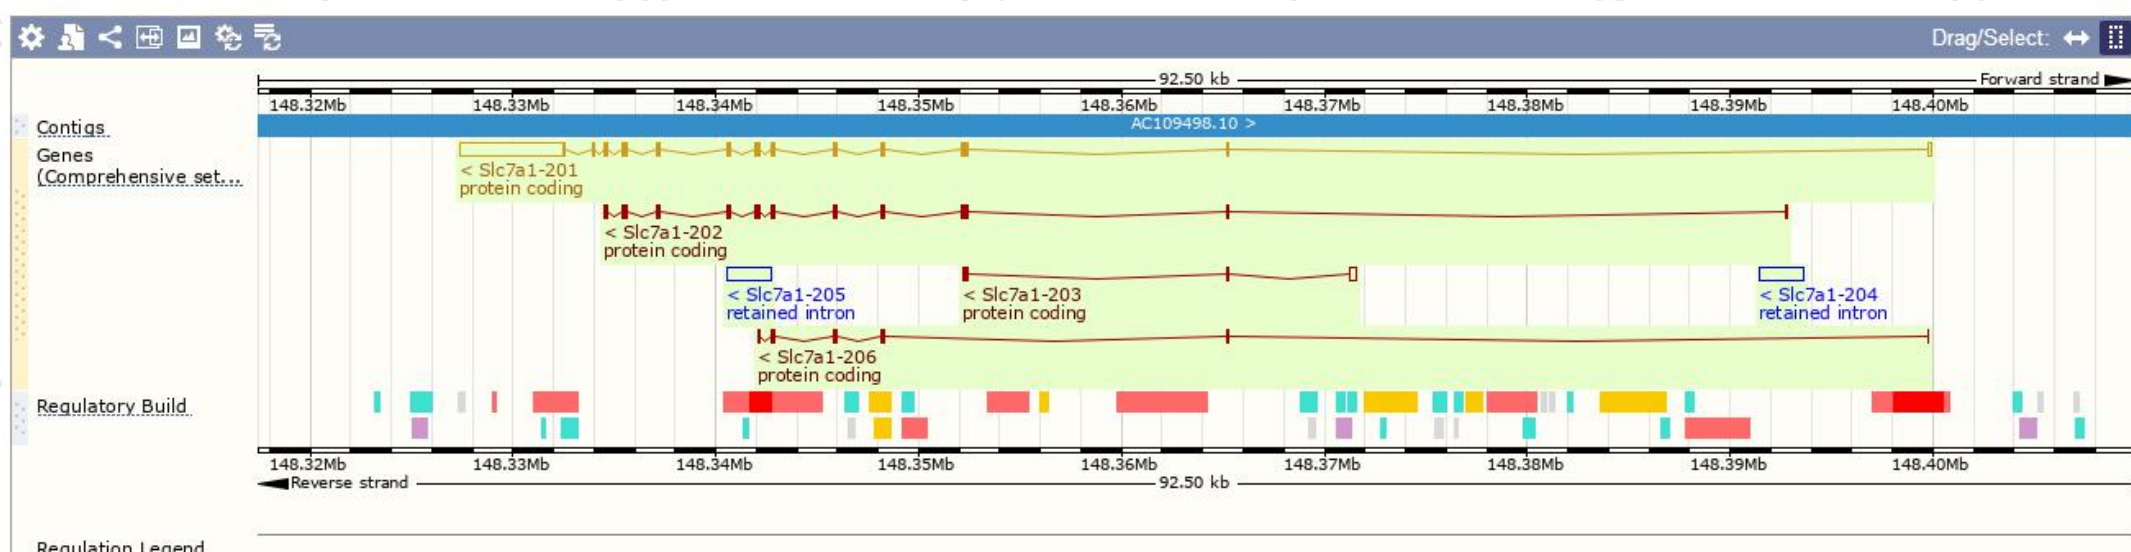 Drag/Select:
92.50 kb Forward strand
148.32Mb 148.33Mb 148.34Mb 148.35Mb 148.36Mb 148.37Mb 148.38Mb 148.39Mb 148.40Mb
Contigs AC109498.10 >
Genes
(Comprehensive set...
< Slc7a1-201
protein coding
< Slc7a1-202
protein coding
< Slc7a1-205 < Slc7a1-203 < Slc7a1-204
retained intron protein coding retained intron
< Slc7a1-206
protein coding
Regulatory Build
148.32Mb 148.33Mb 148.34Mb 148.35Mb 148.36Mb 148.37Mb 148.38Mb 148.39Mb 148.40Mb
Reverse strand 92.50 kb
Regulation Legend